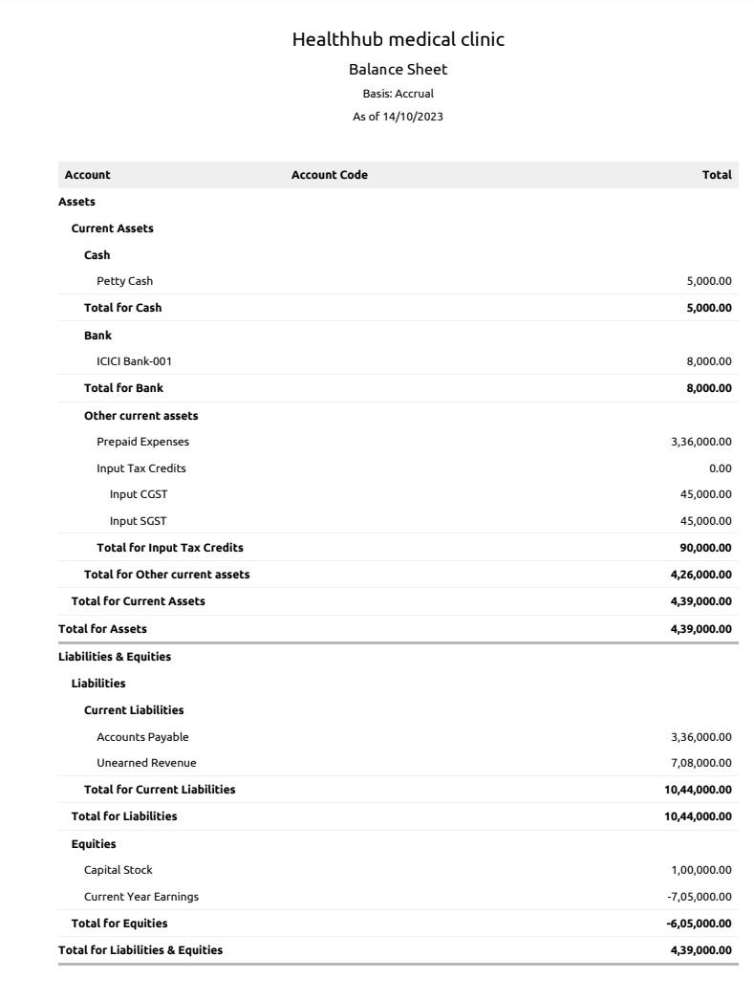 Healthhub medical clinic
Balance Sheet
Basis: Accrual
As of 14/10/2023
Account Account Code Total
Assets
Current Assets
Cash
Petty Cash 5,000.00
Total for Cash 5,000.00
Bank
ICICI Bank-001 8,000.00
Total for Bank 8,000.00
Other current assets
Prepaid Expenses 3,36,000.00
Input Tax Credits 0.00
Input CGST 45,000.00
Input SGST 45,000.00
Total for Input Tax Credits 90,000.00
Total for Other current assets 4,26,000.00
Total for Current Assets 4,39,000.00
Total for Assets 4,39,000.00
Liabilities & Equities
Liabilities
Current Liabilities
Accounts Payable 3,36,000.00
Unearned Revenue 7,08,000.00
Total for Current Liabilities 10,44,000.00
Total for Liabilities 10,44,000.00
Equities
Capital Stock 1,00,000.00
Current Year Earnings -7,05,000.00
Total for Equities -6,05,000.00
Total for Liabilities & Equities 4,39,000.00